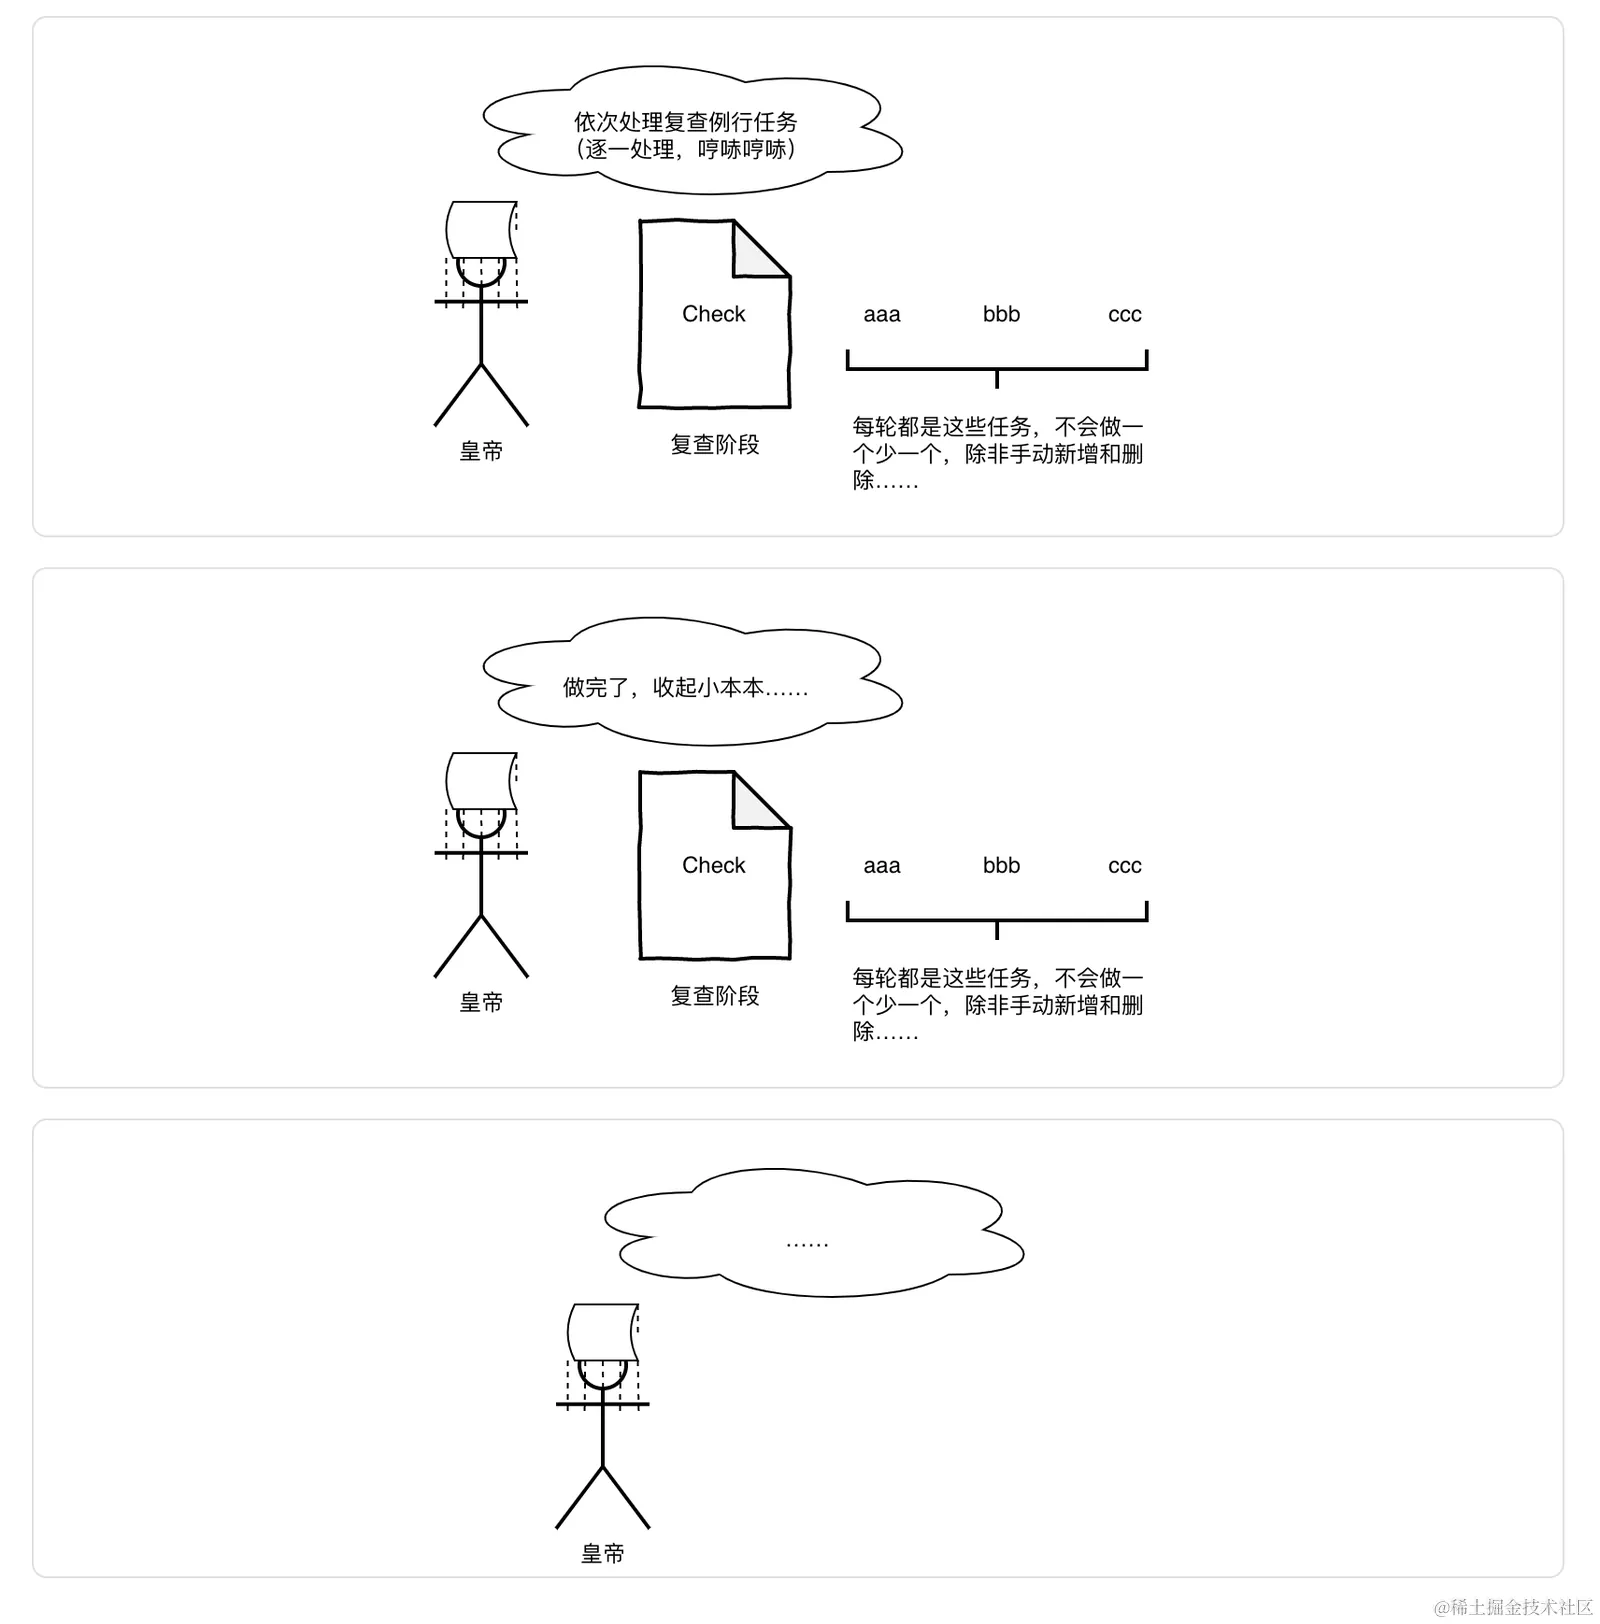 依次处理复查例行任务
（逐一处理，哼哧哼哧）
Check
aaa
bbb
ccc
皇帝
复查阶段
每轮都是这些任务，不会做一
个少一个，除非手动新增和删
除……
做完了，收起小本本……
Check
aaa
bbb
ccc
皇帝
复查阶段
每轮都是这些任务，不会做一
个少一个，除非手动新增和删
除……
……
皇帝
@稀土掘金技术社区